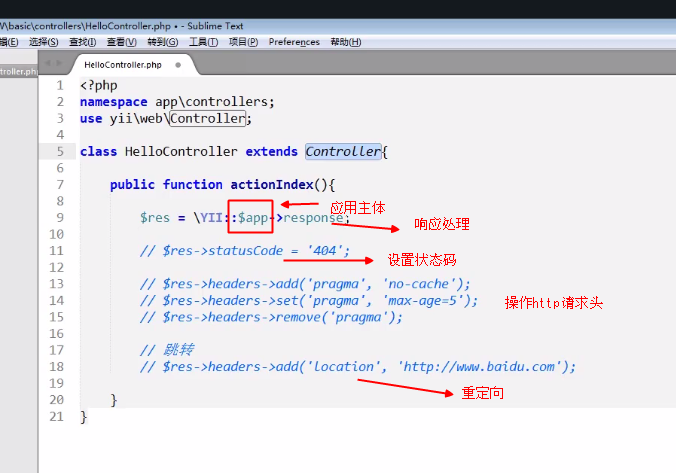 V\basic\controllers\HelloController.php • - Sublime Text
辑(E) 选择(S) 查找(I) 查看(V) 转到(G) 工具(T) 项目(P) Preferences 帮助(H)
ntroller.php
HelloController.php
1 <?php
2 namespace app\controllers;
3 use yii\web\Controller;
4
5 class HelloController extends Controller{
6
7 public function actionIndex(){
8
应用主体
9 $res = \YII::$app->response;
响应处理
10
11 // $res->statusCode = '404';
设置状态码
12
13 // $res->headers->add('pragma', 'no-cache');
14 // $res->headers->set('pragma', 'max-age=5');
操作http请求头
15 // $res->headers->remove('pragma');
16
17 // 跳转
18 // $res->headers->add('location', 'http://www.baidu.com');
19
重定向
20 }
21 }